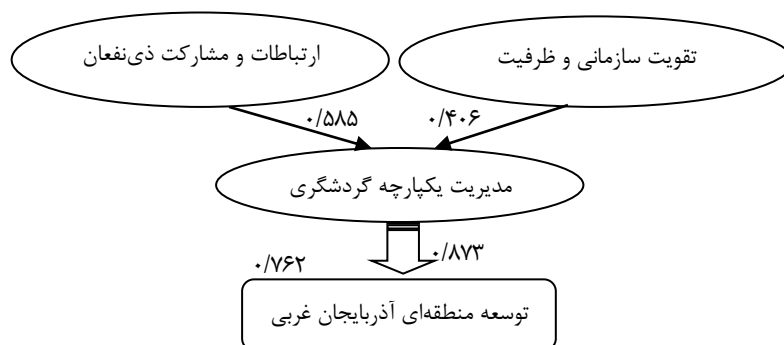 تقویت سازمانی و ظرفیت
ارتباطات و مشارکت ذی‌نفعان
۰/۴۰۶
۰/۵۸۵
مدیریت یکپارچه گردشگری
۰/۸۷۳
۰/۷۶۲
توسعه منطقه‌ای آذربایجان غربی